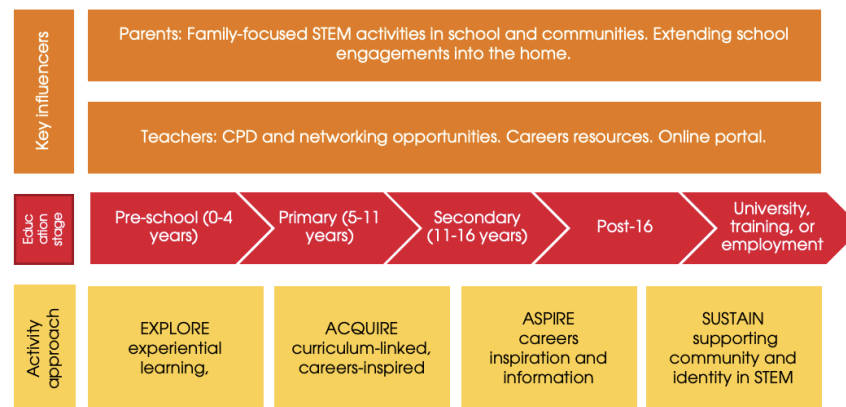 Key influencers
Parents: Family-focused STEM activities in school and communities. Extending school
engagements into the home.
Teachers: CPD and networking opportunities. Careers resources. Online portal.
Educ
ation
stage
Pre-school (0-4
years)
Primary (5-11
years)
Secondary
(11-16 years)
Post-16
University,
training, or
employment
Activity
approach
EXPLORE
experiential
learning,
ACQUIRE
curriculum-linked,
careers-inspired
ASPIRE
careers
inspiration and
information
SUSTAIN
supporting
community and
identity in STEM